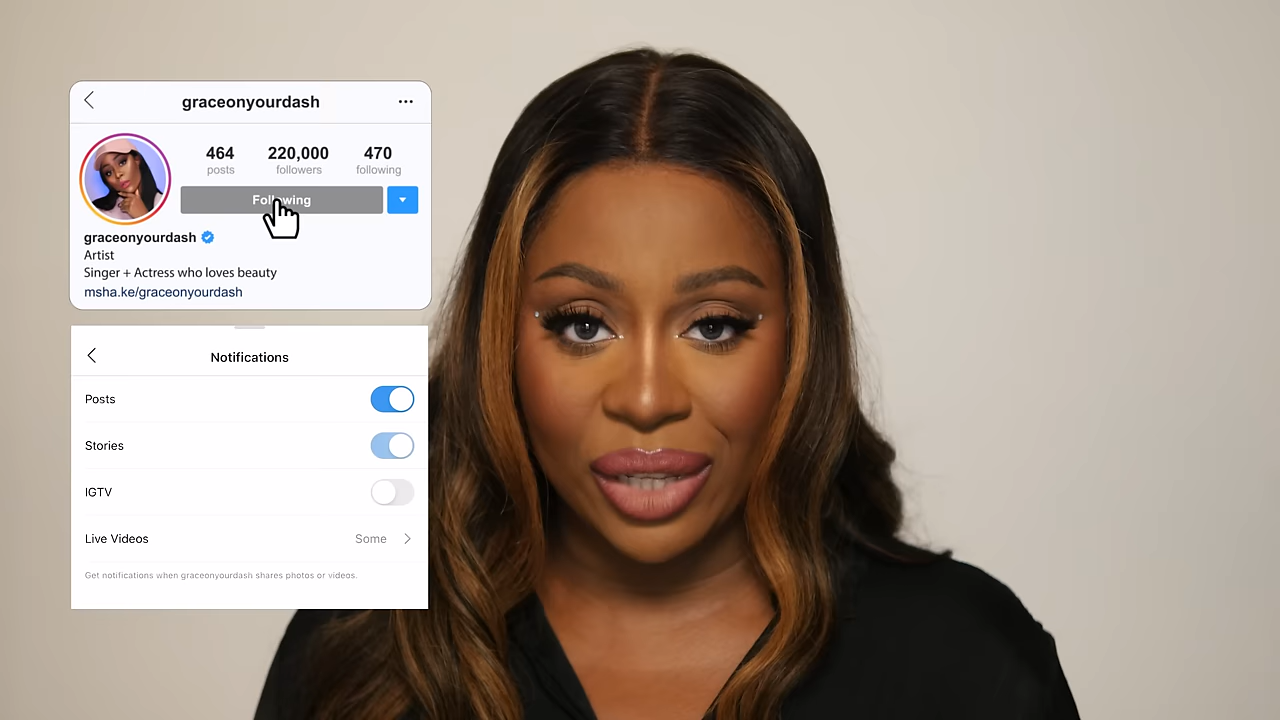 graceonyourdash
464 220,000 470
posts followers following
Following
graceonyourdash
Artist
Singer + Actress who loves beauty
msha.ke/graceonyourdash
Notifications
Posts
Stories
IGTV
Live Videos Some
Get notifications when graceonyourdash shares photos or videos.